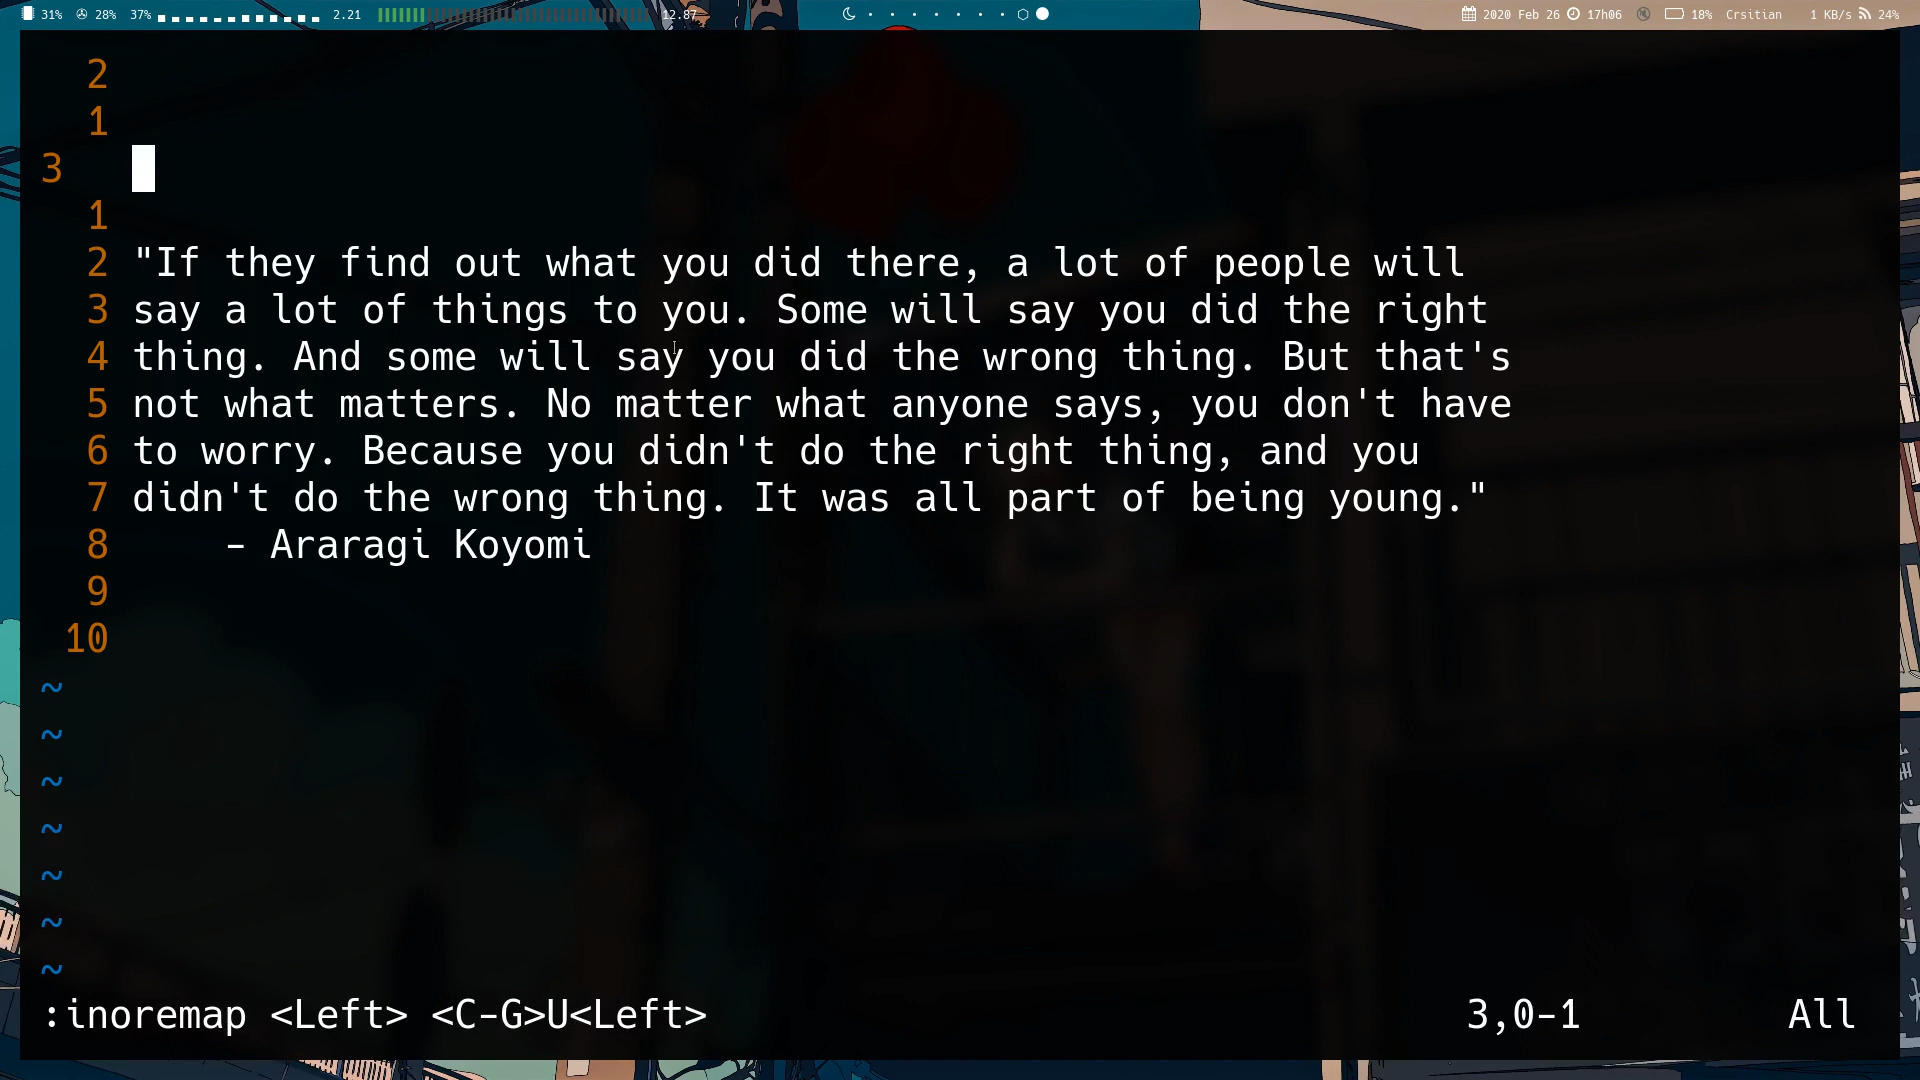 31% 28% 37% 2.21 12.87 2020 Feb 26 17h06 18% Crsitian 1 KB/s 24%
2
1
3
1
2 "If they find out what you did there, a lot of people will
3 say a lot of things to you. Some will say you did the right
4 thing. And some will say you did the wrong thing. But that's
5 not what matters. No matter what anyone says, you don't have
6 to worry. Because you didn't do the right thing, and you
7 didn't do the wrong thing. It was all part of being young."
8 – Araragi Koyomi
9
10
~
~
~
~
~
~
~
:inoremap <Left> <C-G>U<Left> 3,0-1 All